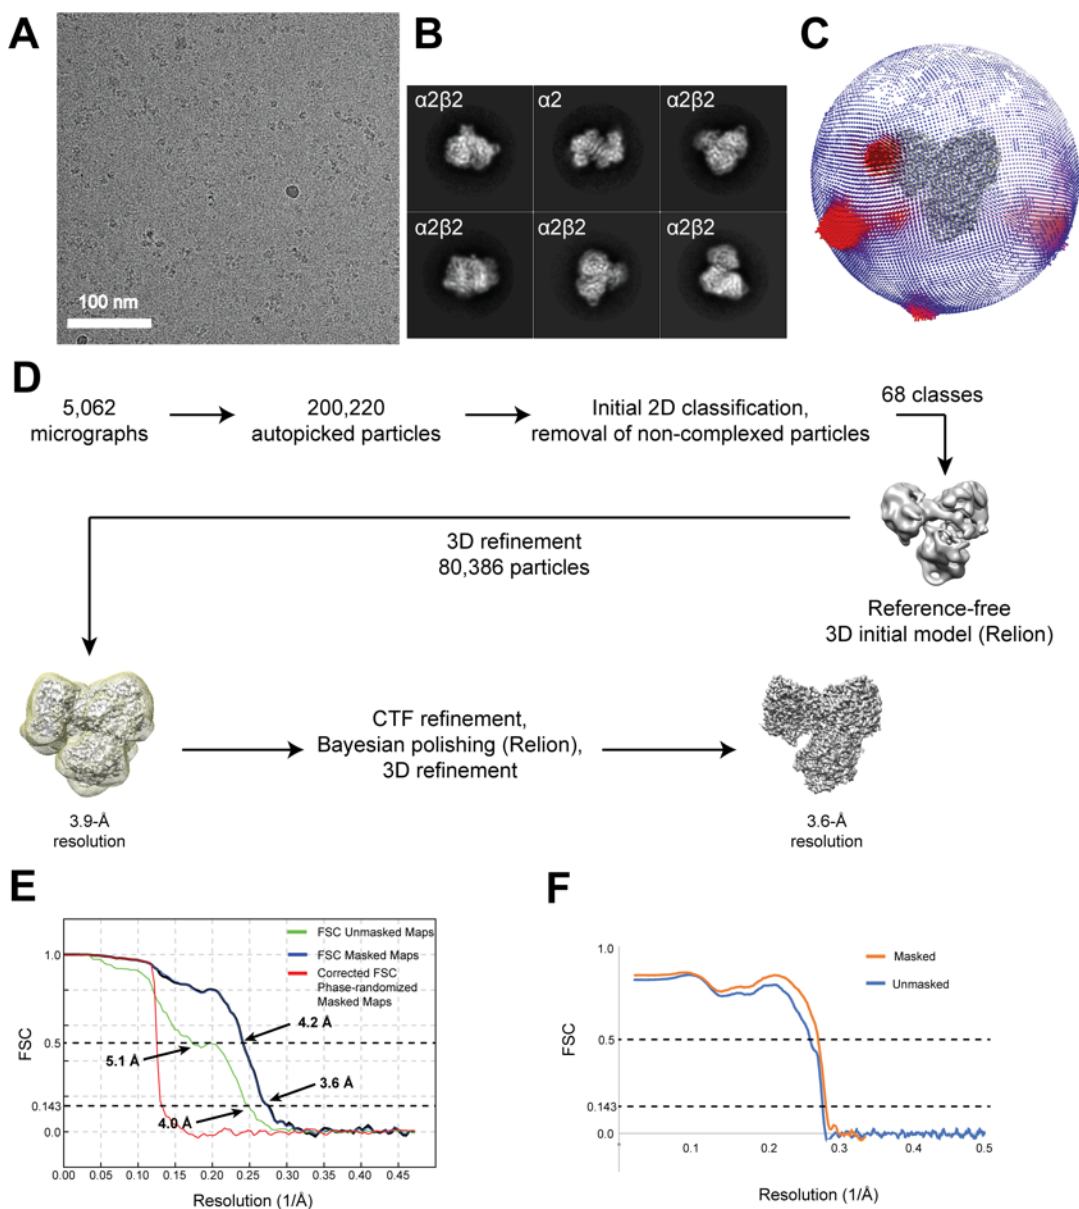 A
B
C
100 nm
α2β2
α2
α2β2
α2β2
α2β2
α2β2
D
5,062
micrographs
200,220
autopicked particles
Initial 2D classification,
removal of non-complexed particles
68 classes
3D refinement
80,386 particles
Reference-free
3D initial model (Relion)
3.9-Å
resolution
CTF refinement,
Bayesian polishing (Relion),
3D refinement
3.6-Å
resolution
E
FSC Unmasked Maps
FSC Masked Maps
Corrected FSC
Phase-randomized
Masked Maps
1.0
0.5
0.143
0.0
FSC
4.2 Å
5.1 Å
3.6 Å
4.0 Å
0.00 0.05 0.10 0.15 0.20 0.25 0.30 0.35 0.40 0.45
Resolution (1/Å)
F
Masked
Unmasked
1.0
0.5
0.143
0.0
FSC
0.1 0.2 0.3 0.4 0.5
Resolution (1/Å)